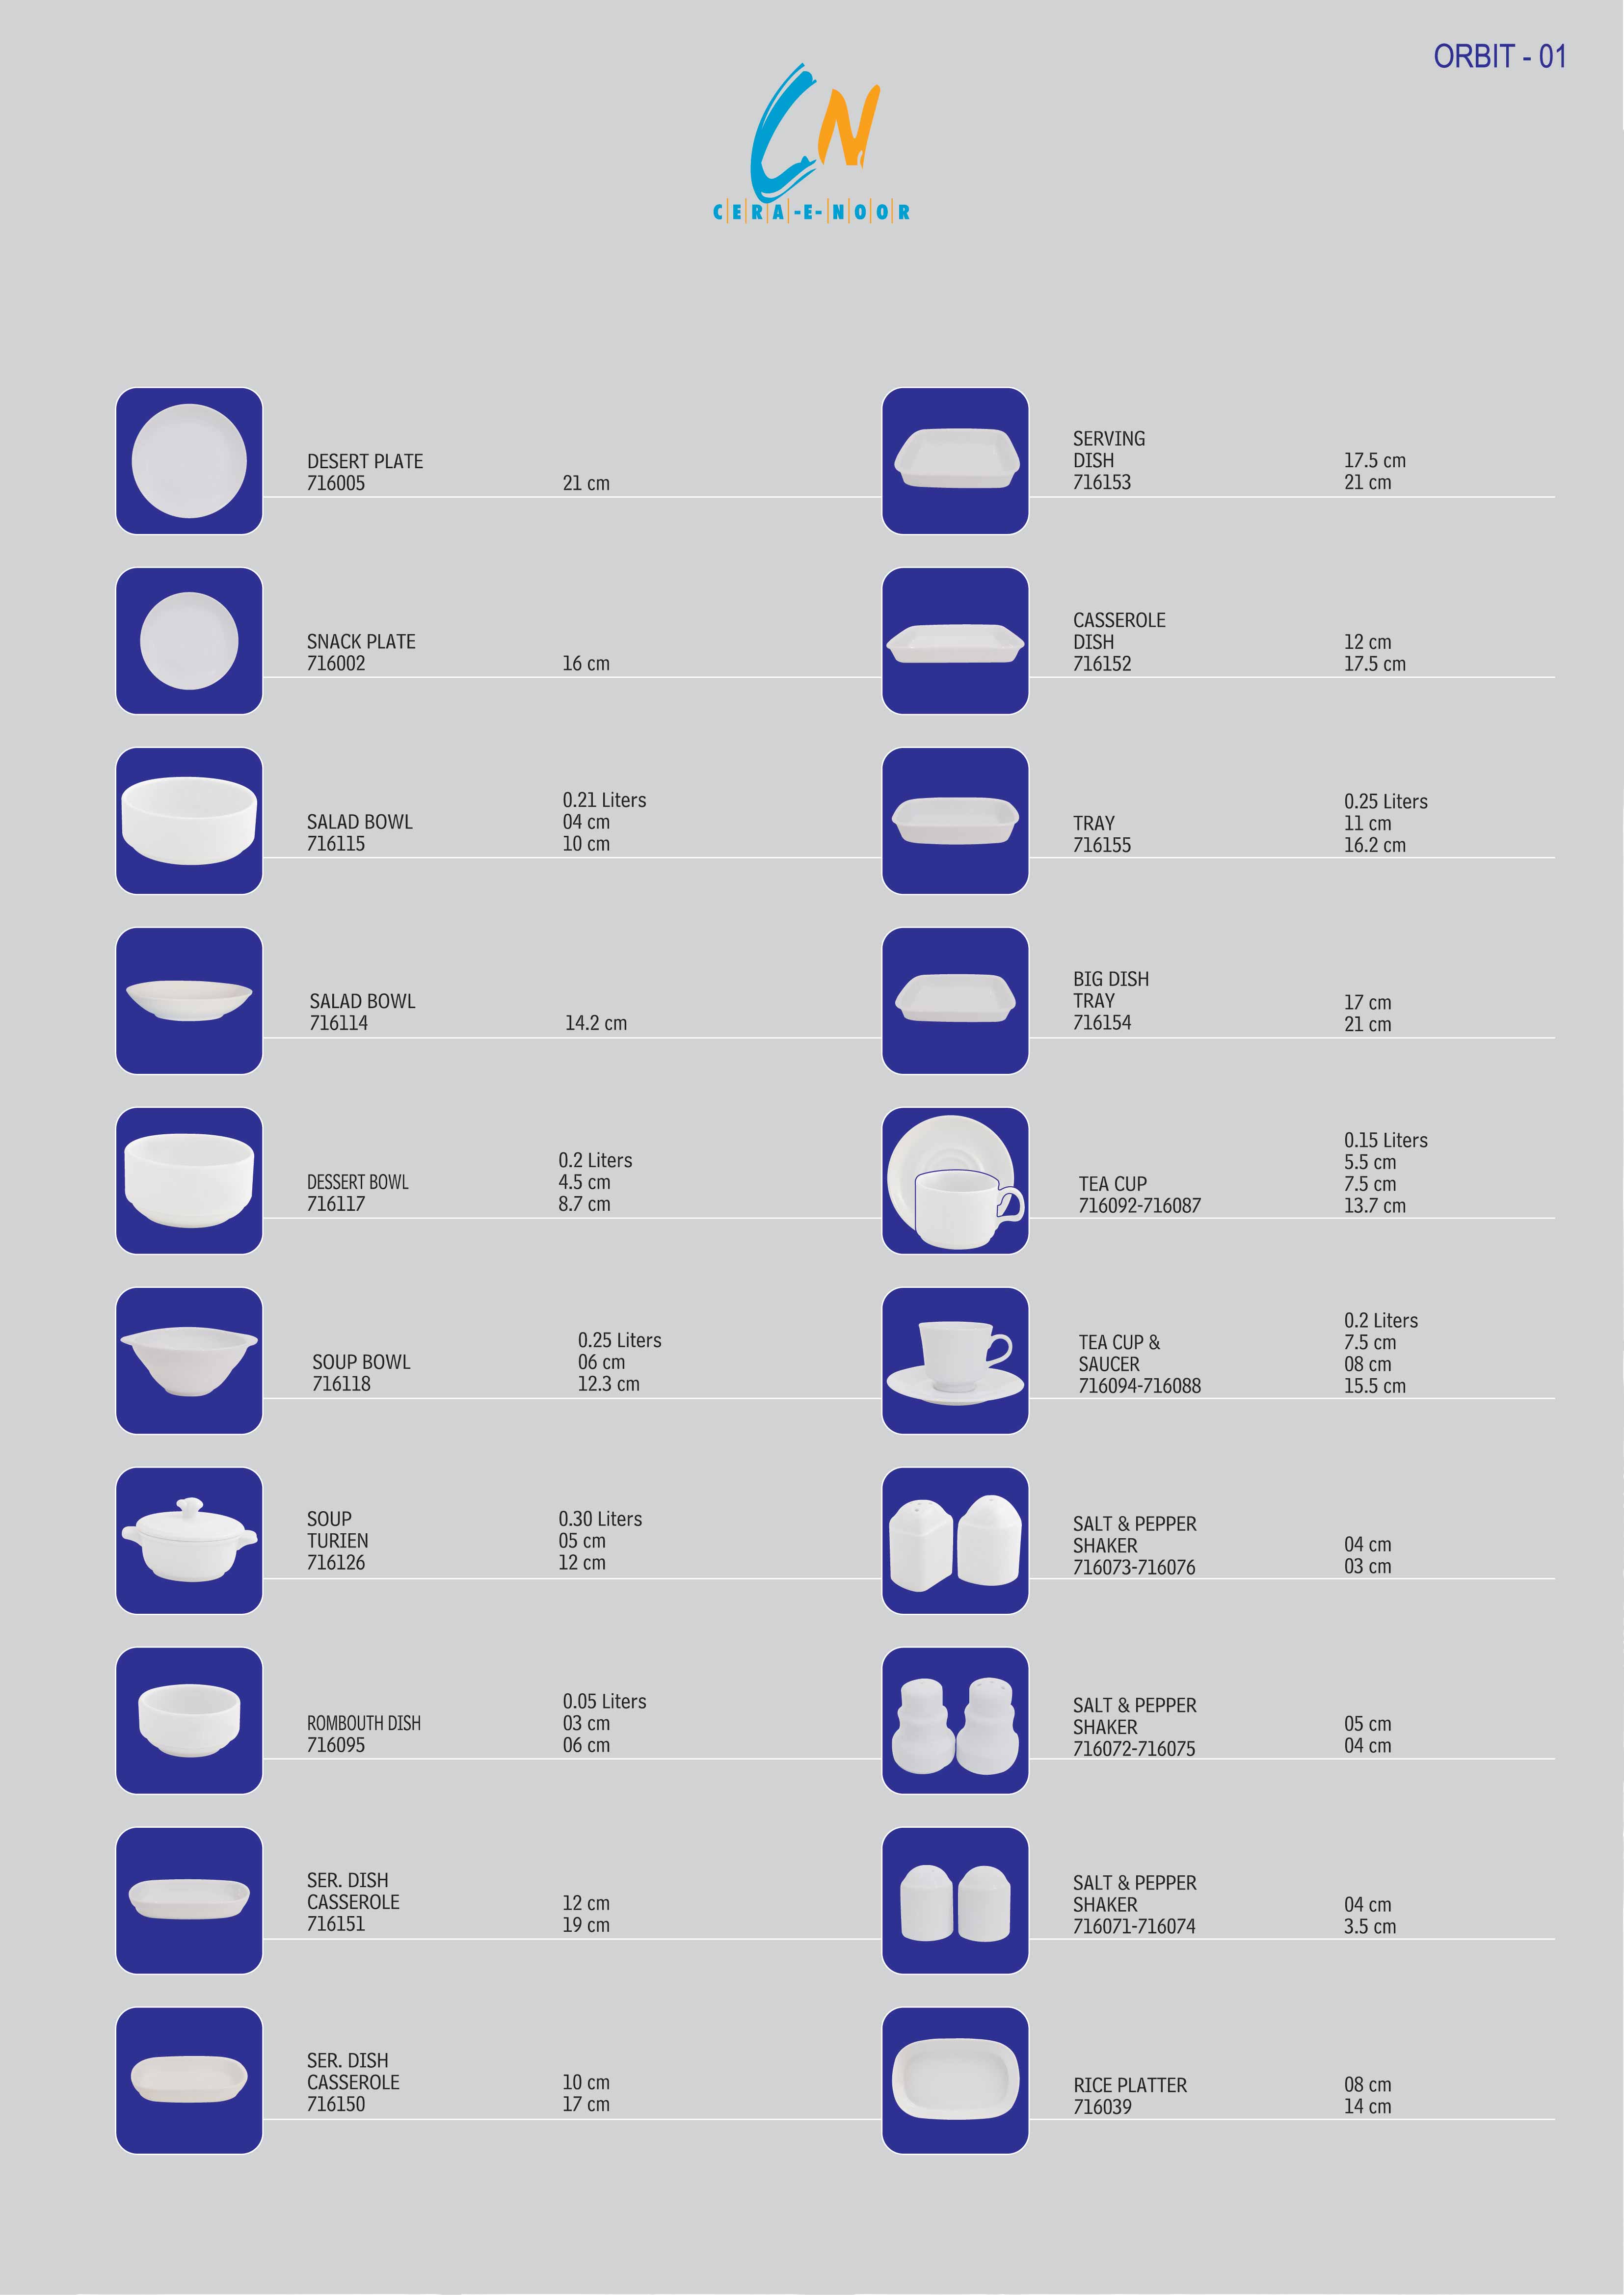 ORBIT - 01
CN
CERA-E-NOOR
DESERT PLATE
716005
21 cm
SNACK PLATE
716002
16 cm
SALAD BOWL
716115
0.21 Liters
04 cm
10 cm
SALAD BOWL
716114
14.2 cm
DESSERT BOWL
716117
0.2 Liters
4.5 cm
8.7 cm
SOUP BOWL
716118
0.25 Liters
06 cm
12.3 cm
SOUP
TURIEN
716126
0.30 Liters
05 cm
12 cm
ROMBOUTH DISH
716095
0.05 Liters
03 cm
06 cm
SER. DISH
CASSEROLE
716151
12 cm
19 cm
SER. DISH
CASSEROLE
716150
10 cm
17 cm
SERVING
DISH
716153
17.5 cm
21 cm
CASSEROLE
DISH
716152
12 cm
17.5 cm
TRAY
716155
0.25 Liters
11 cm
16.2 cm
BIG DISH
TRAY
716154
17 cm
21 cm
TEA CUP
716092-716087
0.15 Liters
5.5 cm
7.5 cm
13.7 cm
TEA CUP &
SAUCER
716094-716088
0.2 Liters
7.5 cm
08 cm
15.5 cm
SALT & PEPPER
SHAKER
716073-716076
04 cm
03 cm
SALT & PEPPER
SHAKER
716072-716075
05 cm
04 cm
SALT & PEPPER
SHAKER
716071-716074
04 cm
3.5 cm
RICE PLATTER
716039
08 cm
14 cm